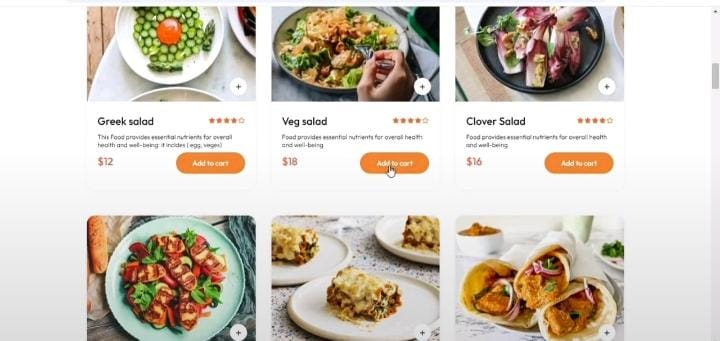 Greek salad
This Food provides essential nutrients for overall
health and well-being. it incldes ( egg, veges)
$12
Add to cart
Veg salad
Food provides essential nutrients for overall health
and well-being
$18
Add to cart
Clover Salad
Food provides essential nutrients for overall health
and well-being
$16
Add to cart